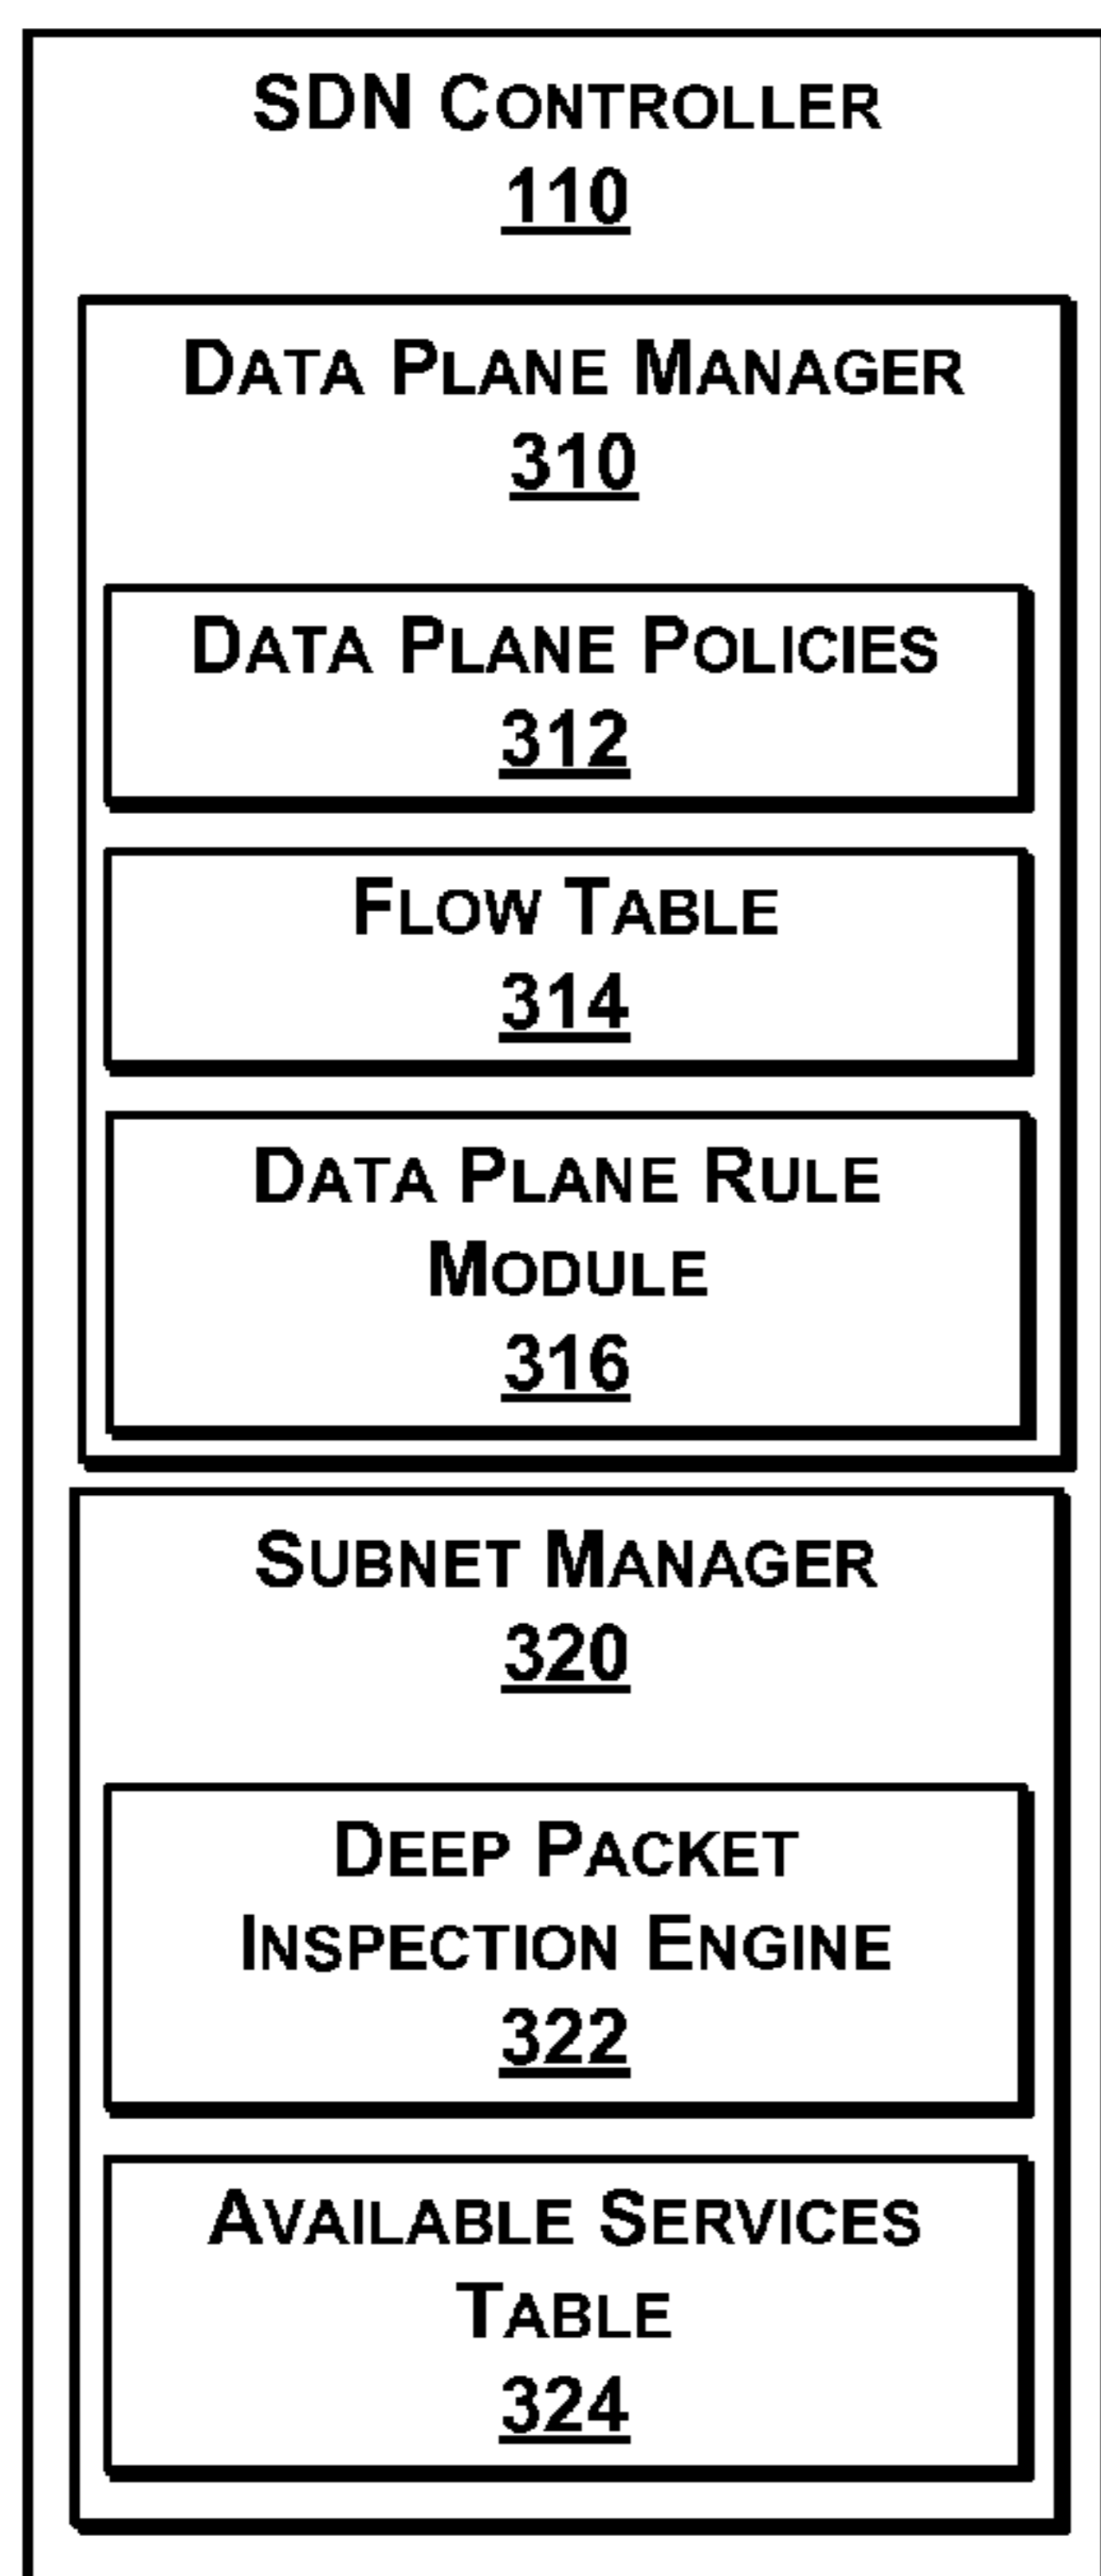 SDN CONTROLLER
110
DATA PLANE MANAGER
310
DATA PLANE POLICIES
312
FLOW TABLE
314
DATA PLANE RULE
MODULE
316
SUBNET MANAGER
320
DEEP PACKET
INSPECTION ENGINE
322
AVAILABLE SERVICES
TABLE
324